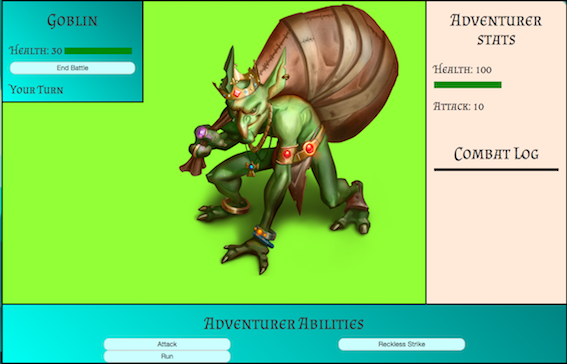 Goblin
Health: 30
End Battle
Your Turn
Adventurer
stats
Health: 100
Attack: 10
Combat Log
Adventurer Abilities
Attack
Reckless Strike
Run